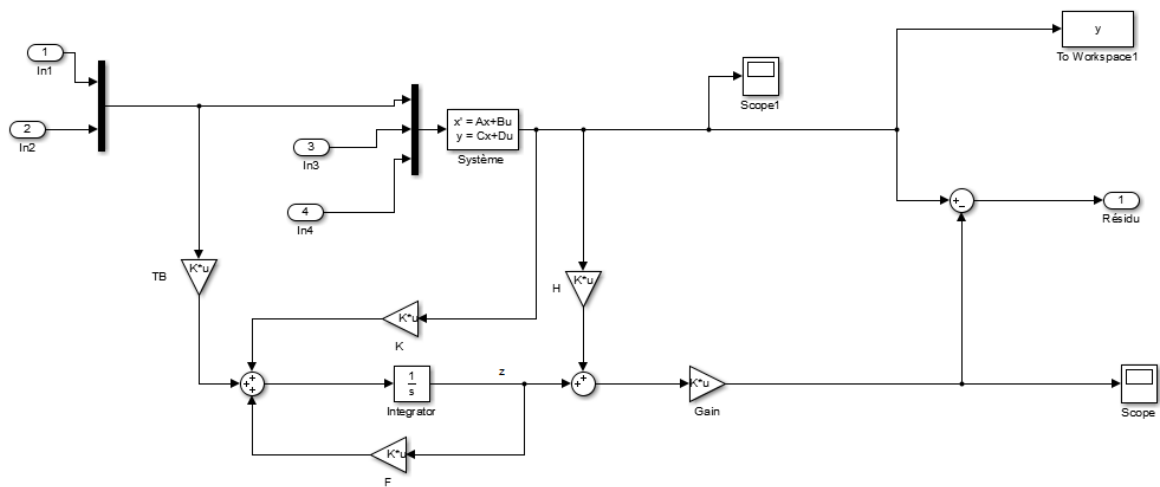 1
In1
2
In2
3
In3
4
In4
x' = Ax+Bu
y = Cx+Du
Système
Scope1
y
To Workspace1
+
−
1
Résidu
TB
K*u
K*u
H
K*u
K
+
+
+
1
s
Integrator
z
+
+
K*u
Gain
Scope
K*u
F